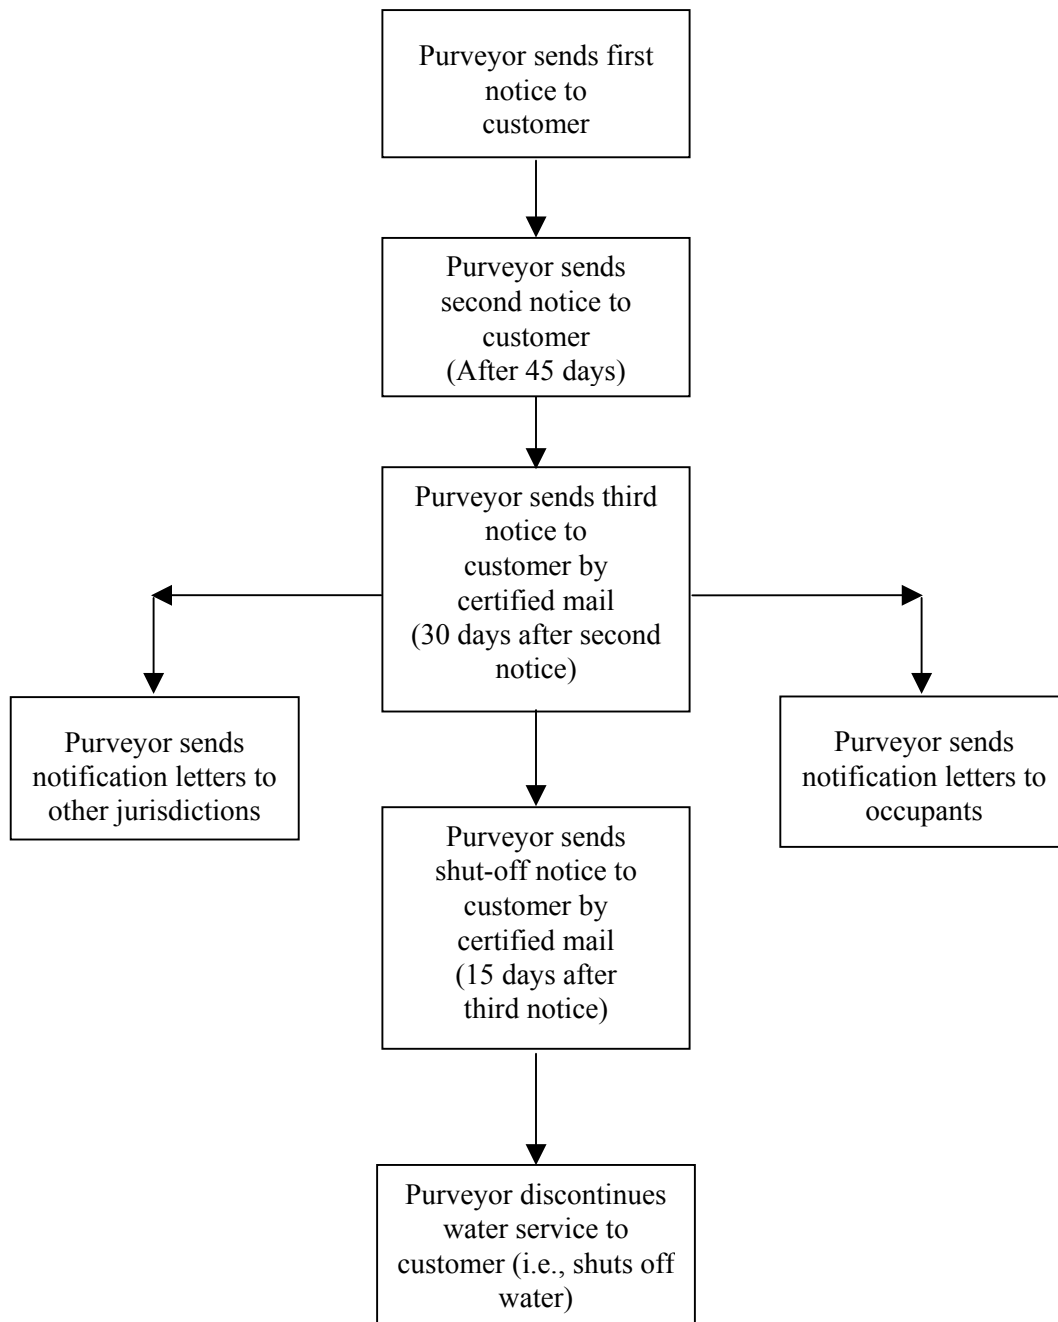 Purveyor sends first
notice to
customer
Purveyor sends
second notice to
customer
(After 45 days)
Purveyor sends third
notice to
customer by
certified mail
(30 days after second
notice)
Purveyor sends
notification letters to
other jurisdictions
Purveyor sends
notification letters to
occupants
Purveyor sends
shut-off notice to
customer by
certified mail
(15 days after
third notice)
Purveyor discontinues
water service to
customer (i.e., shuts off
water)